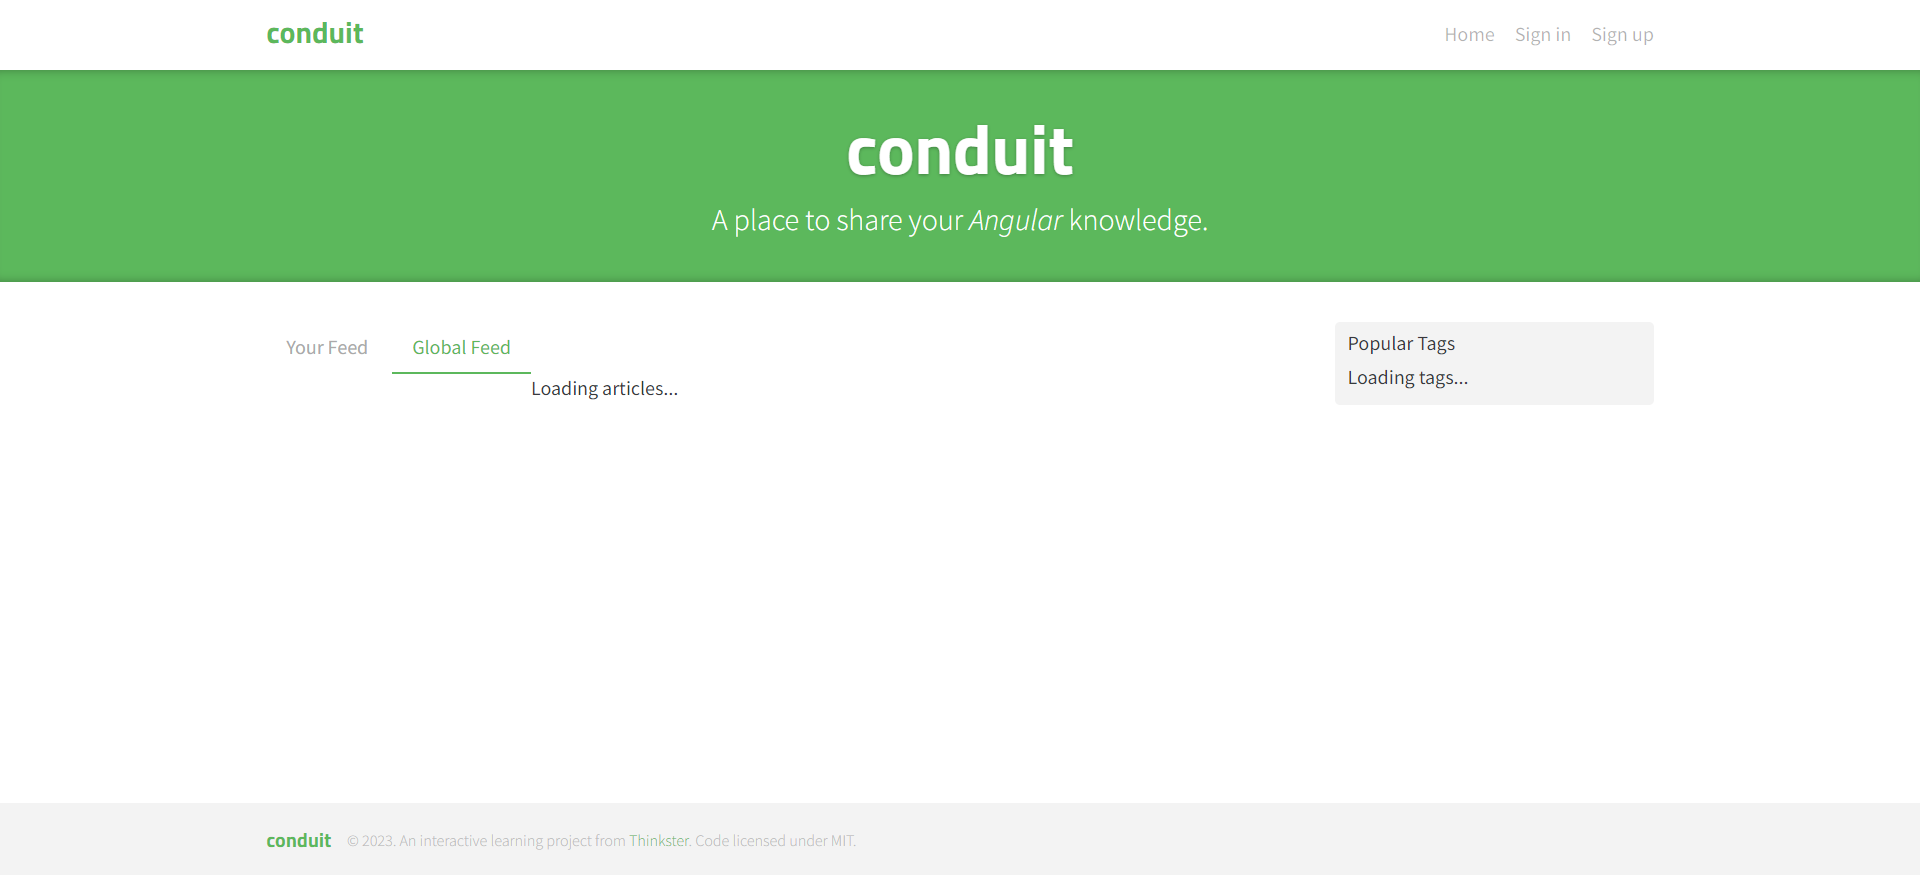 conduit
Home Sign in Sign up
conduit
A place to share your Angular knowledge.
Your Feed Global Feed
Loading articles...
Popular Tags
Loading tags...
conduit © 2023. An interactive learning project from Thinkster. Code licensed under MIT.